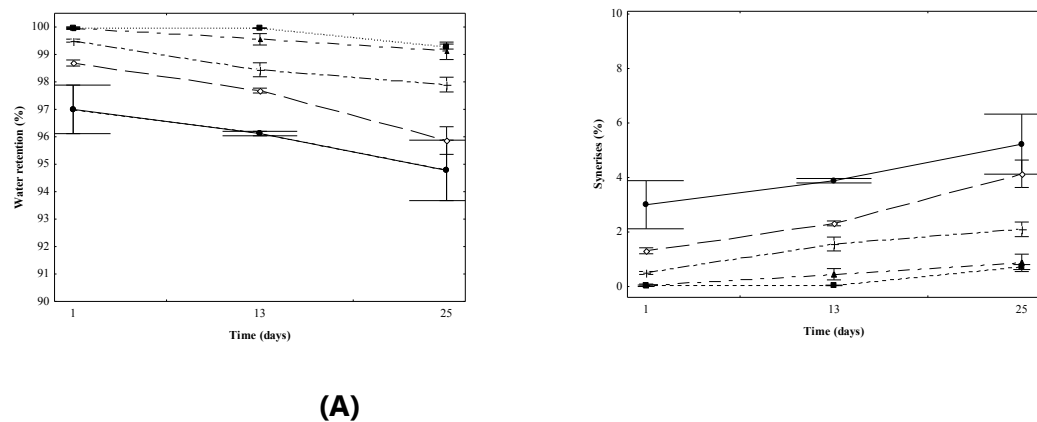 100
99
98
97
96
95
94
93
92
91
90
Water retention (%)
1 13 25
Time (days)
10
8
6
4
2
0
Synerises (%)
1 13 25
Time (days)
(A)